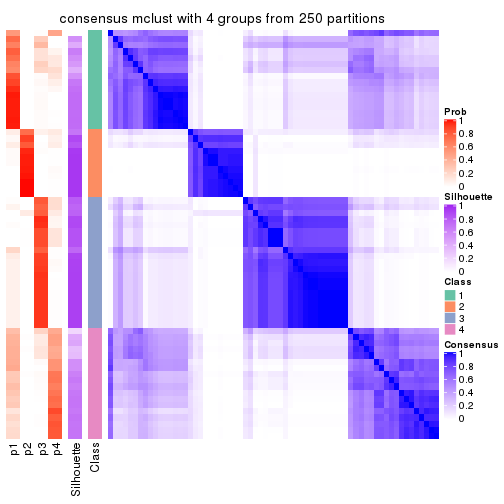 consensus mclust with 4 groups from 250 partitions
Prob
1
0.8
0.6
0.4
0.2
0
Silhouette
1
0.8
0.6
0.4
0.2
0
Class
1
2
3
4
Consensus
1
0.8
0.6
0.4
0.2
0
p1
p2
p3
p4
Silhouette
Class